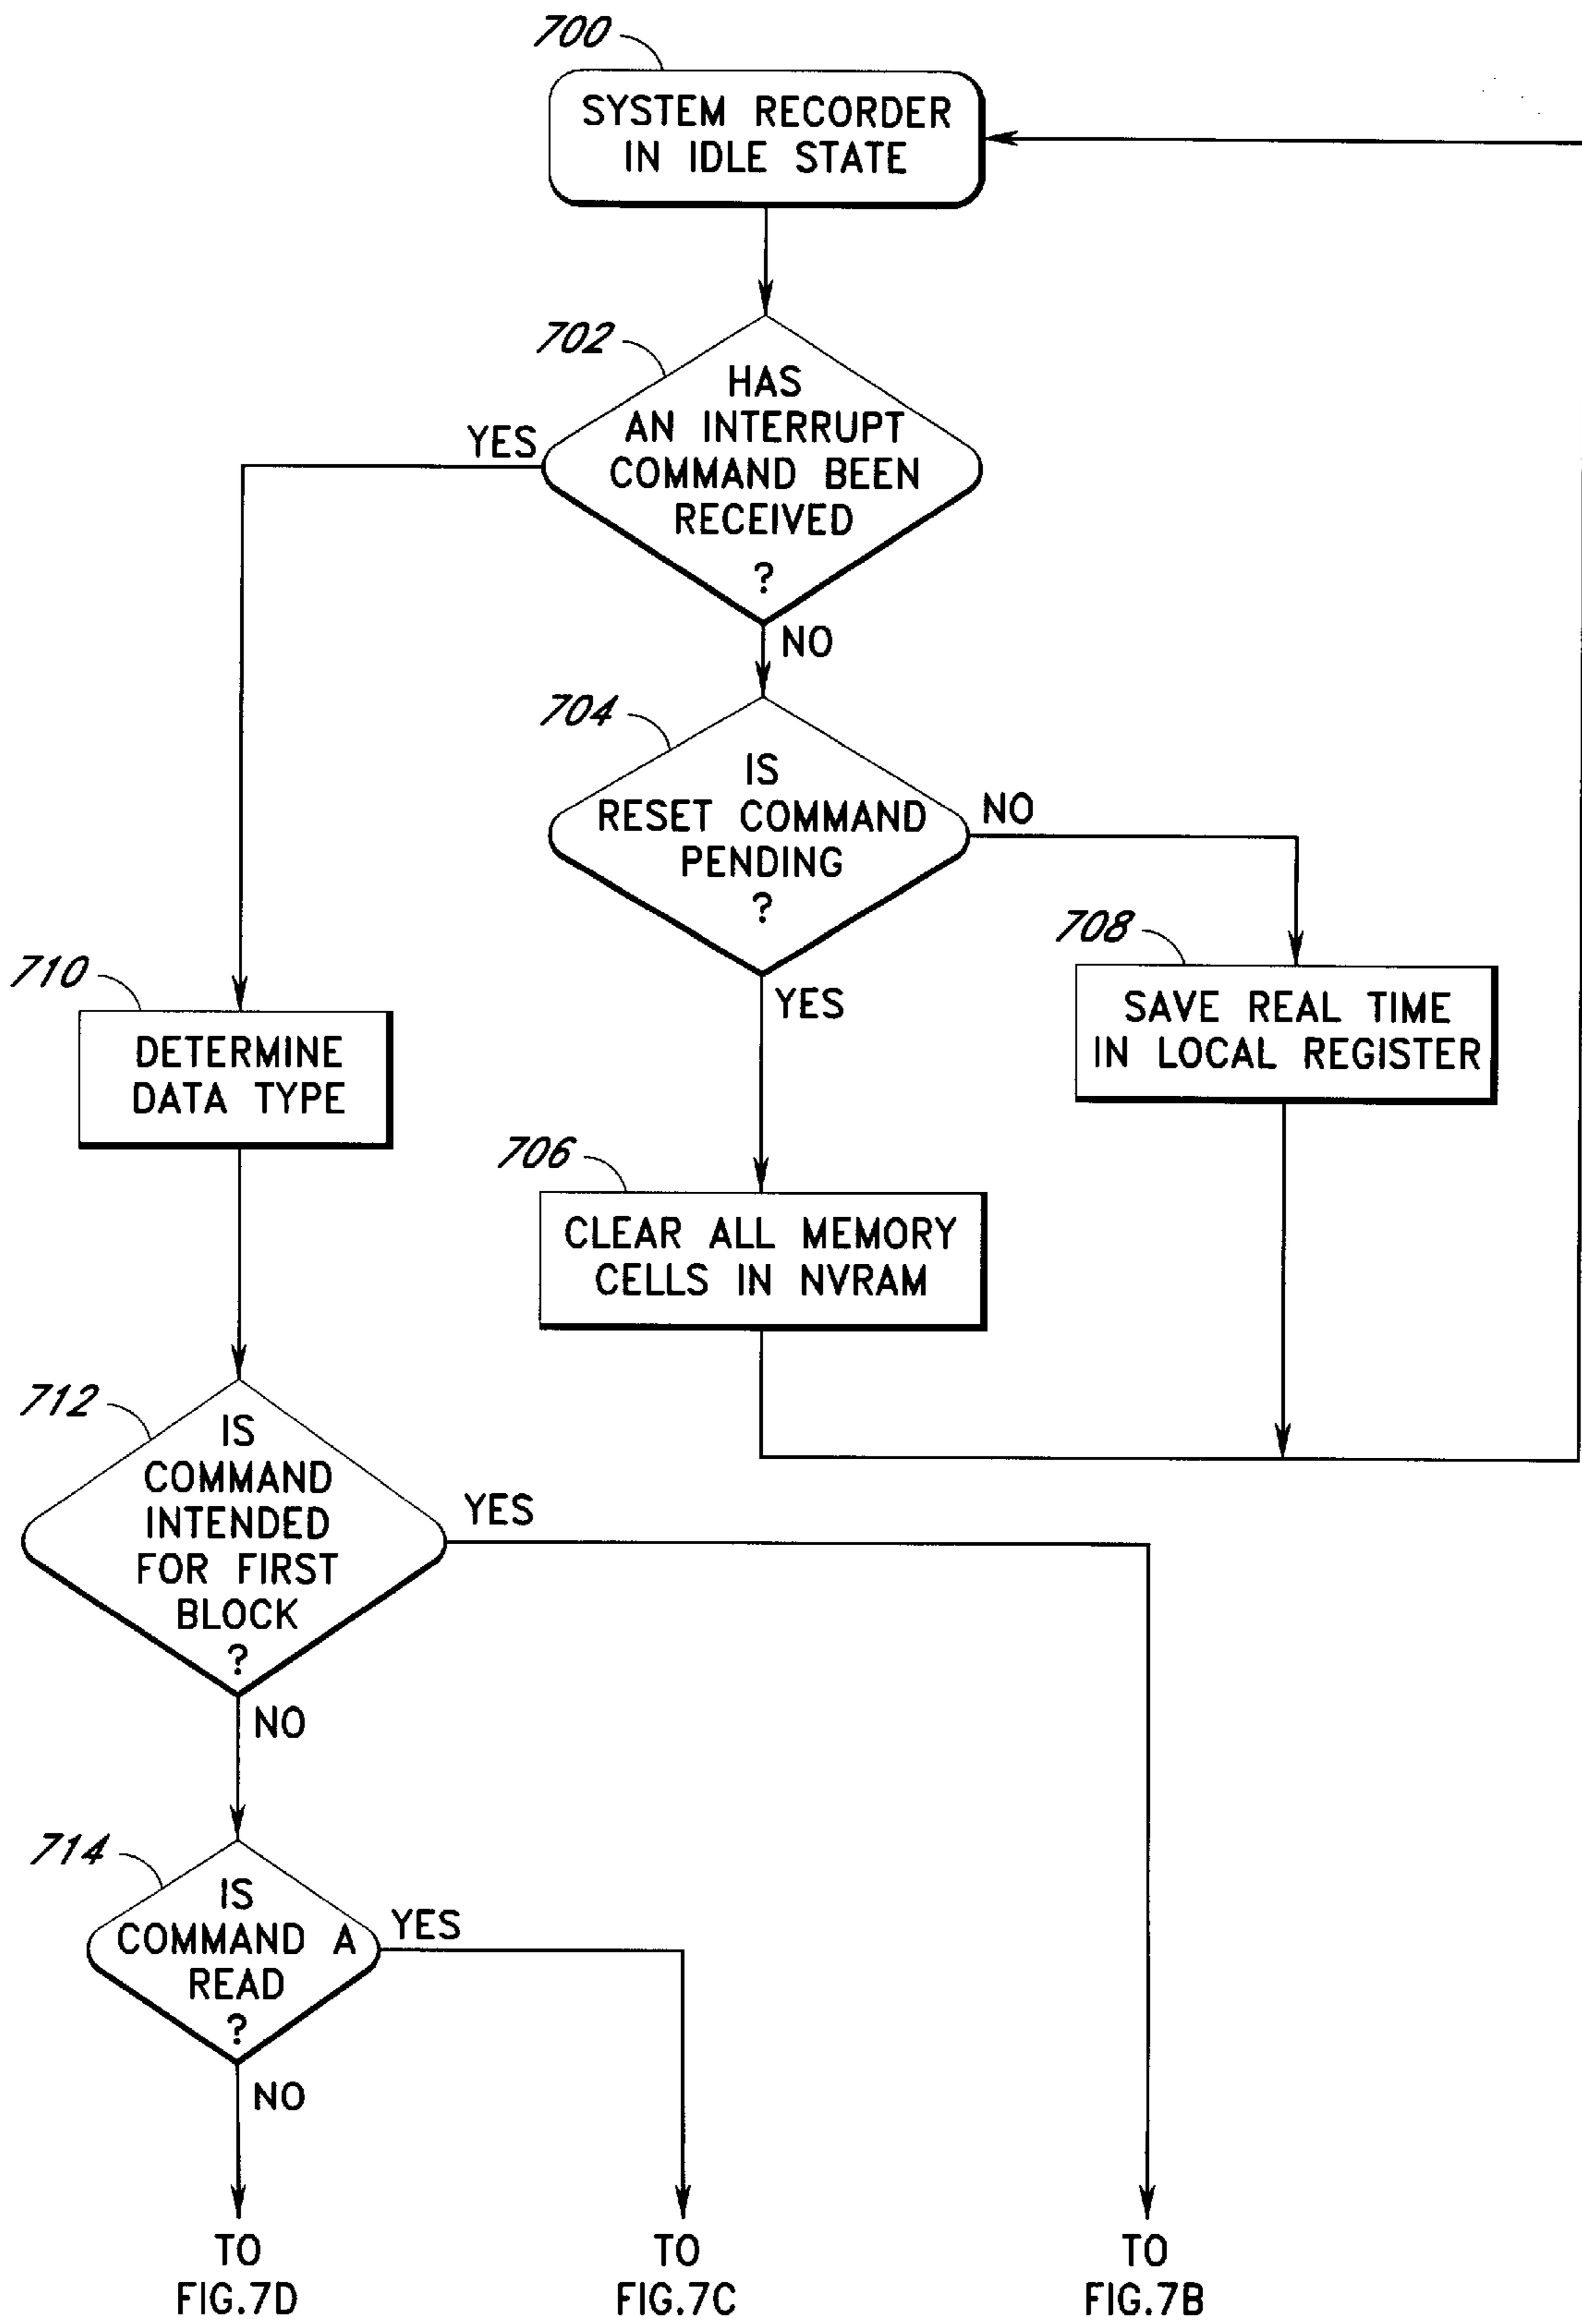 700
SYSTEM RECORDER
IN IDLE STATE
702
HAS
AN INTERRUPT
COMMAND BEEN
RECEIVED
?
YES
NO
704
IS
RESET COMMAND
PENDING
?
NO
YES
708
SAVE REAL TIME
IN LOCAL REGISTER
710
DETERMINE
DATA TYPE
706
CLEAR ALL MEMORY
CELLS IN NVRAM
712
IS
COMMAND
INTENDED
FOR FIRST
BLOCK
?
YES
NO
714
IS
COMMAND A
READ
?
YES
NO
TO
FIG.7D
TO
FIG.7C
TO
FIG.7B